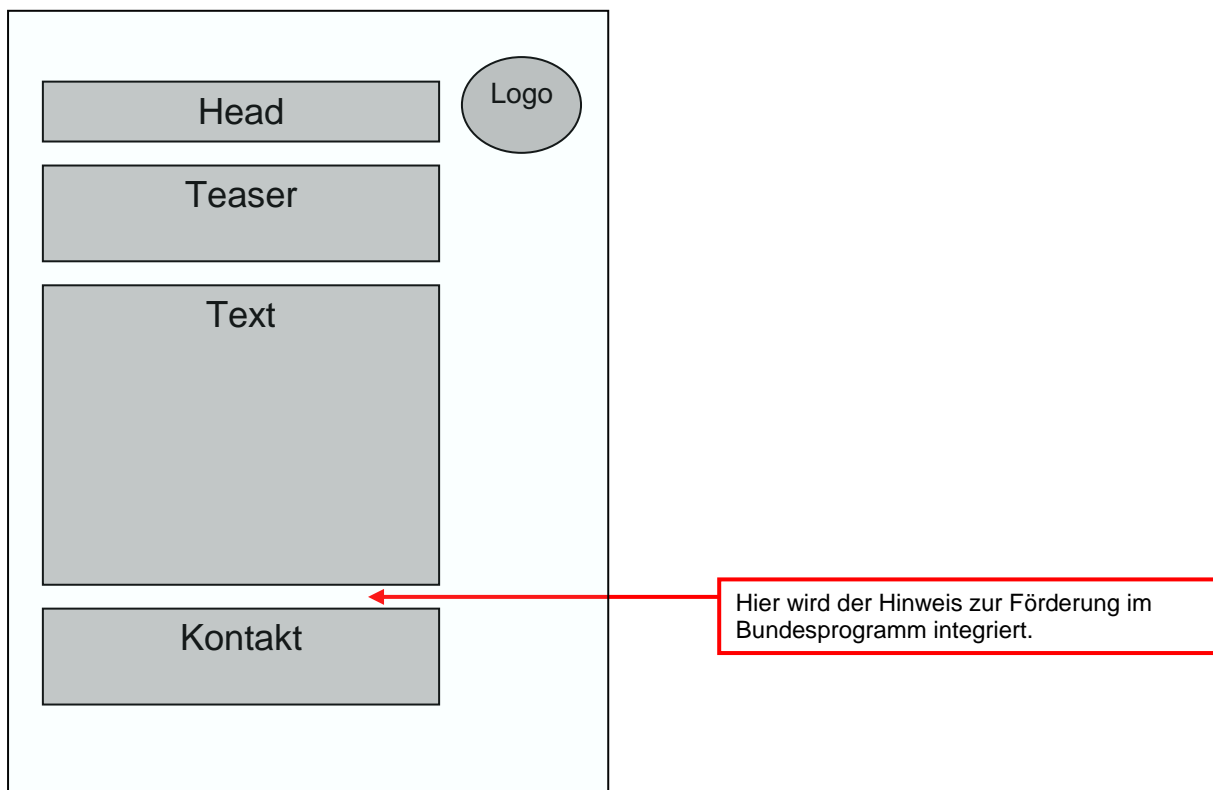 Head
Logo
Teaser
Text
Hier wird der Hinweis zur Förderung im
Bundesprogramm integriert.
Kontakt